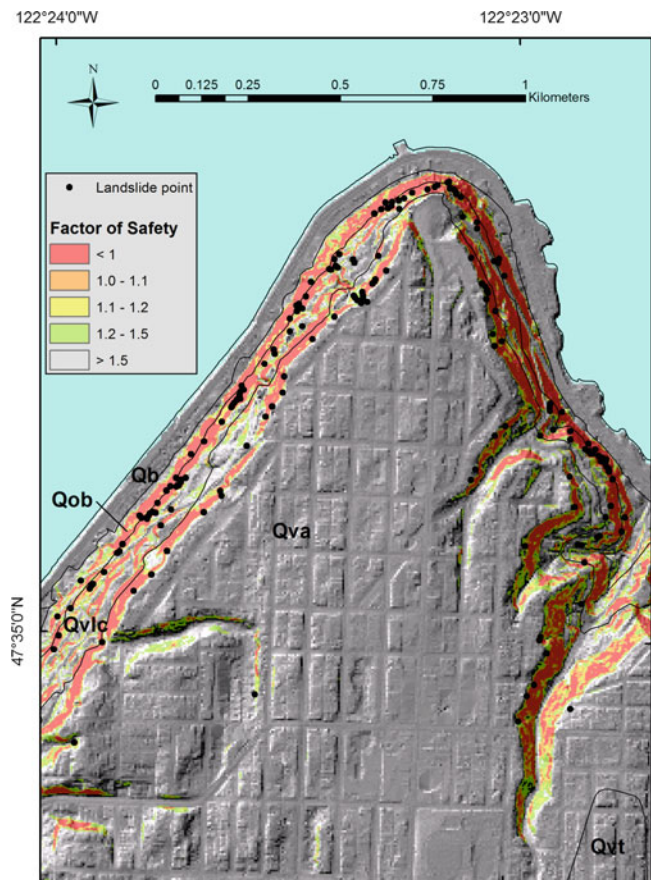 122°24'0"W 122°23'0"W
N
0 0.125 0.25 0.5 0.75 1
Kilometers
Landslide point
Factor of Safety
< 1
1.0 - 1.1
1.1 - 1.2
1.2 - 1.5
> 1.5
Qb
Qob
Qva
Qvlc
47°35'0"N
Qvt